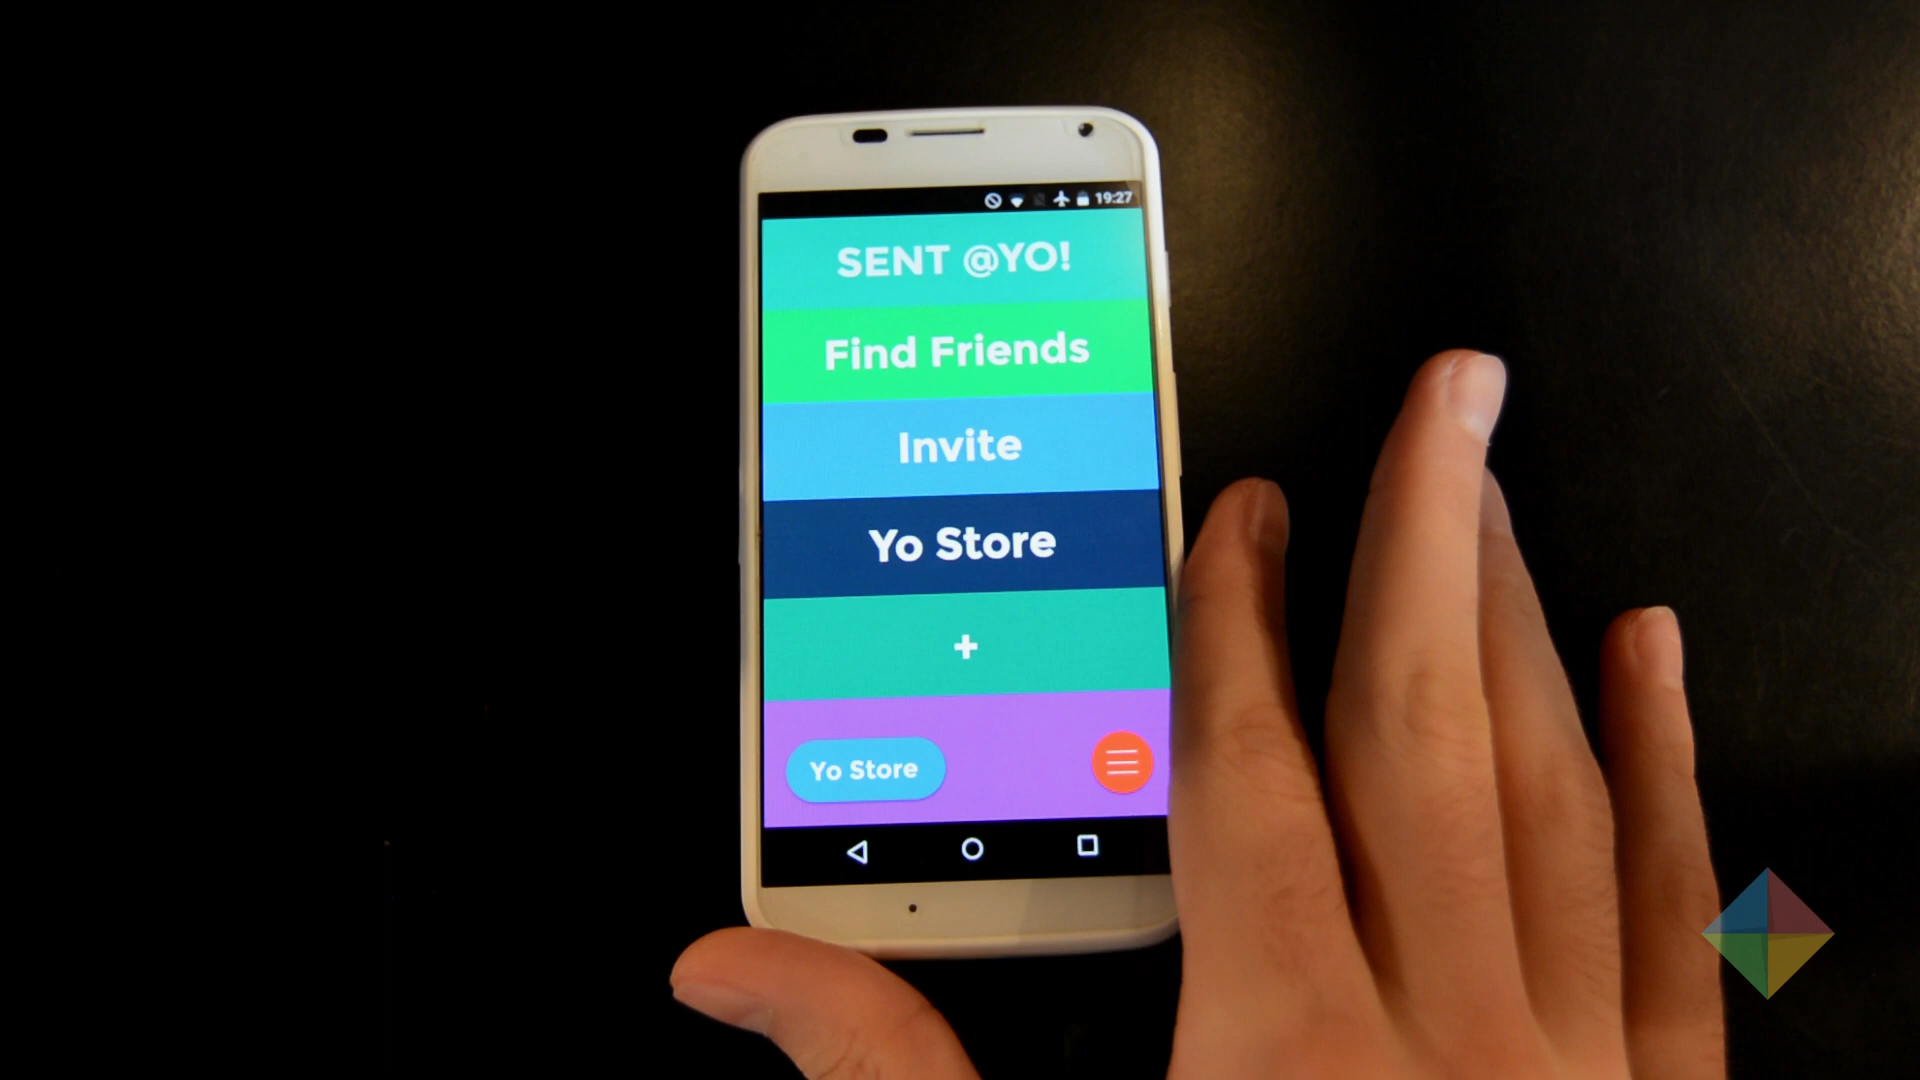 19:27
SENT @YO!
Find Friends
Invite
Yo Store
+
Yo Store